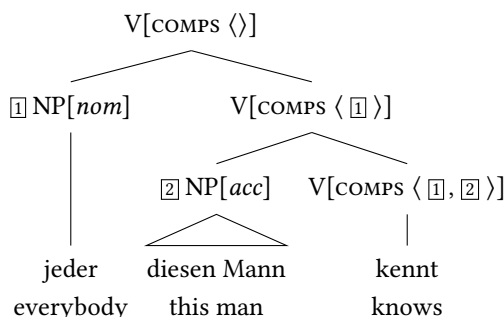 V[COMPS ⟨⟩]
1 NP[nom] V[COMPS ⟨ 1 ⟩]
2 NP[acc] V[COMPS ⟨ 1 , 2 ⟩]
jeder diesen Mann kennt
everybody this man knows